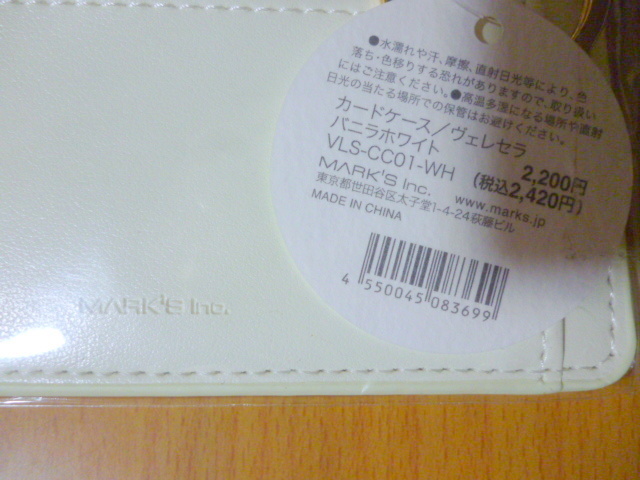 ●水濡れや汗、摩擦、直射日光等により、色
落ち・色移りする恐れがありますので、取り扱い
にはご注意ください。●高温多湿になる場所や直射
日光の当たる場所での保管はお避けください。
カードケース/ヴェレセラ
バニラホワイト
VLS-CC01-WH 2,200円
MARK'S Inc. (税込2,420円)
www.marks.jp
東京都世田谷区太子堂1-4-24萩藤ビル
MADE IN CHINA
4 550045 083699
MARK'S Inc.